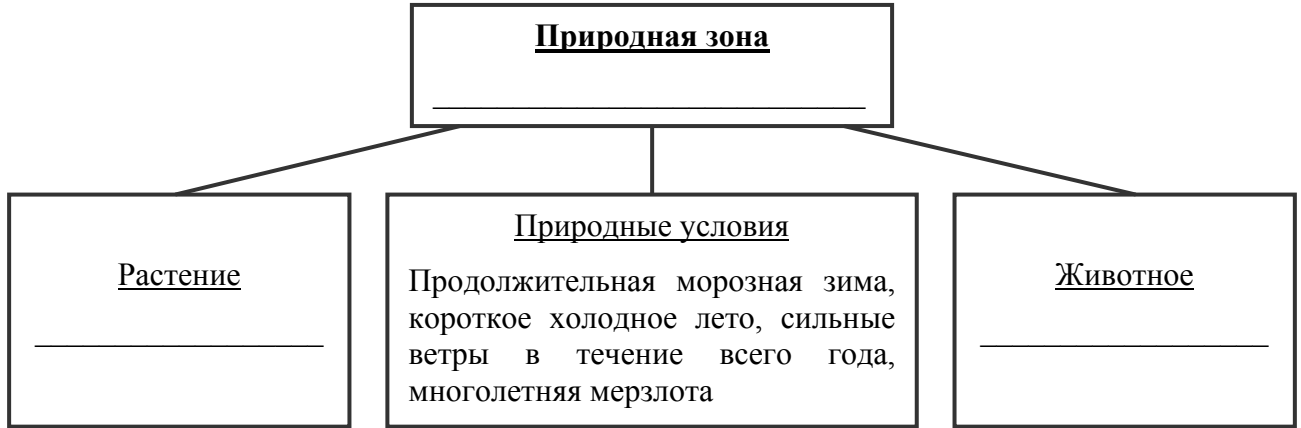 Природная зона
Растение
Природные условия
Продолжительная морозная зима,
короткое холодное лето, сильные
ветры в течение всего года,
многолетняя мерзлота
Животное